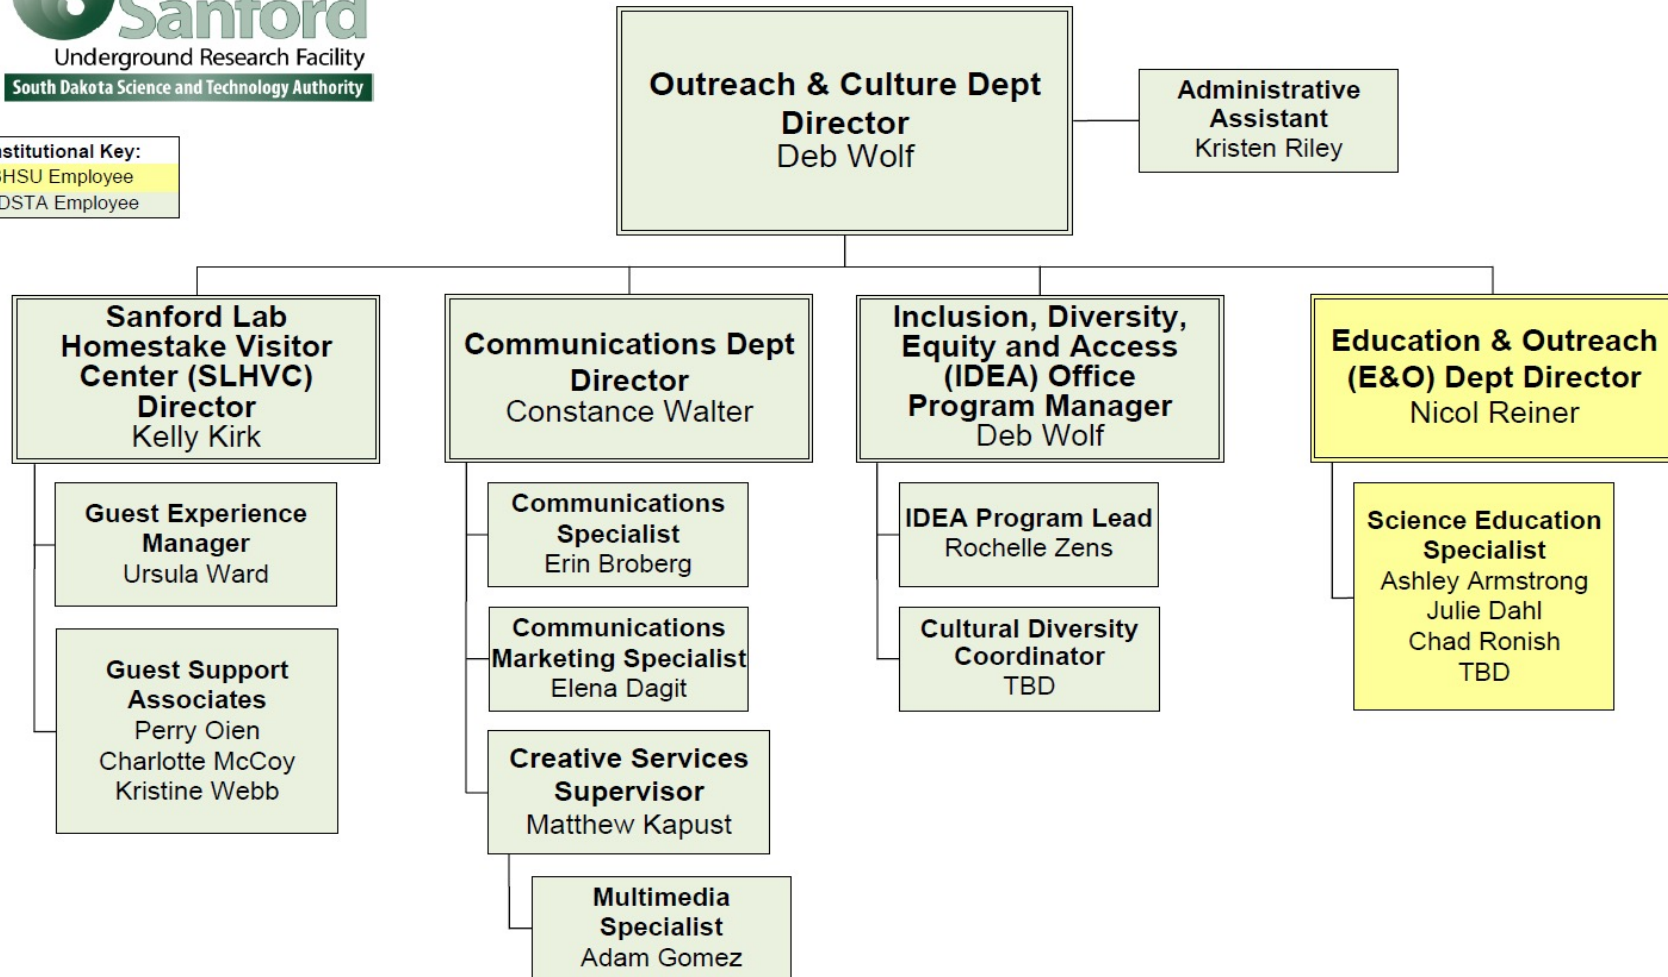 Sanford
Underground Research Facility
South Dakota Science and Technology Authority
nstitutional Key:
BHSU Employee
DSTA Employee
Outreach & Culture Dept
Director
Deb Wolf
Administrative
Assistant
Kristen Riley
Sanford Lab
Homestake Visitor
Center (SLHVC)
Director
Kelly Kirk
Guest Experience
Manager
Ursula Ward
Guest Support
Associates
Perry Oien
Charlotte McCoy
Kristine Webb
Communications Dept
Director
Constance Walter
Communications
Specialist
Erin Broberg
Communications
Marketing Specialist
Elena Dagit
Creative Services
Supervisor
Matthew Kapust
Multimedia
Specialist
Adam Gomez
Inclusion, Diversity,
Equity and Access
(IDEA) Office
Program Manager
Deb Wolf
IDEA Program Lead
Rochelle Zens
Cultural Diversity
Coordinator
TBD
Education & Outreach
(E&O) Dept Director
Nicol Reiner
Science Education
Specialist
Ashley Armstrong
Julie Dahl
Chad Ronish
TBD